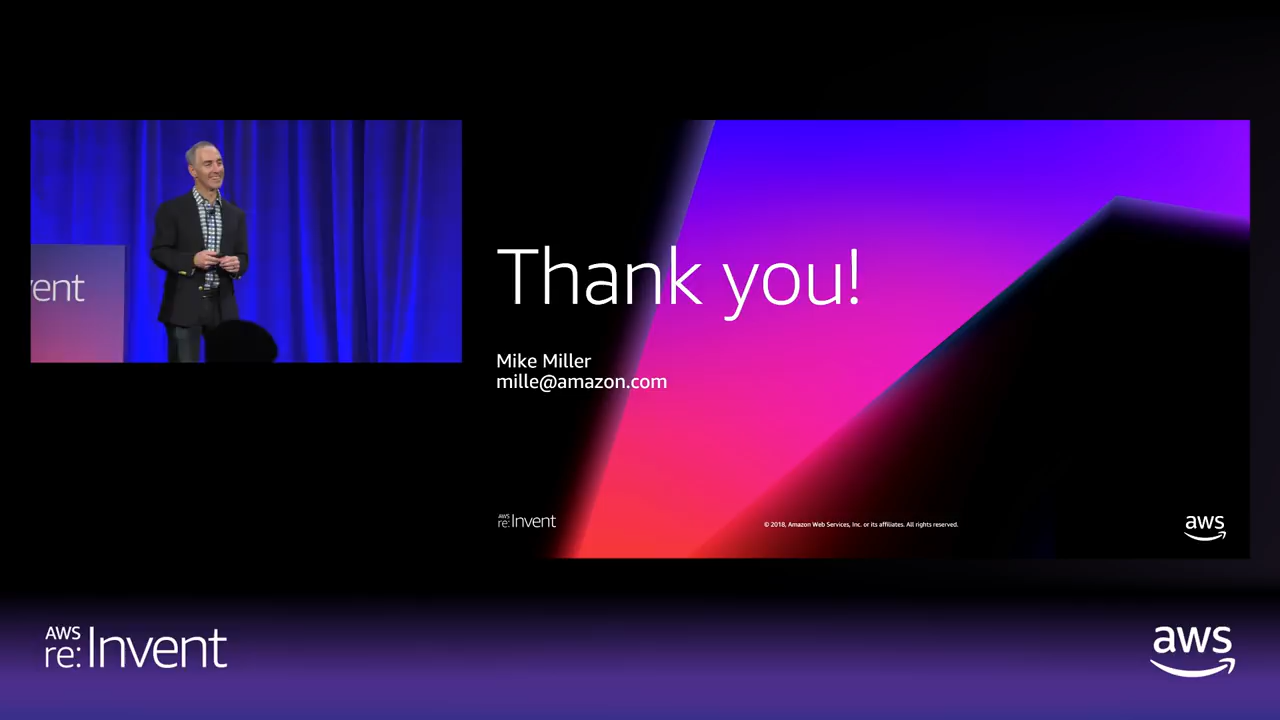 vent
Thank you!
Mike Miller
mille@amazon.com
AWS
re:Invent
© 2018, Amazon Web Services, Inc. or its affiliates. All rights reserved.
aws
AWS
re:Invent
aws